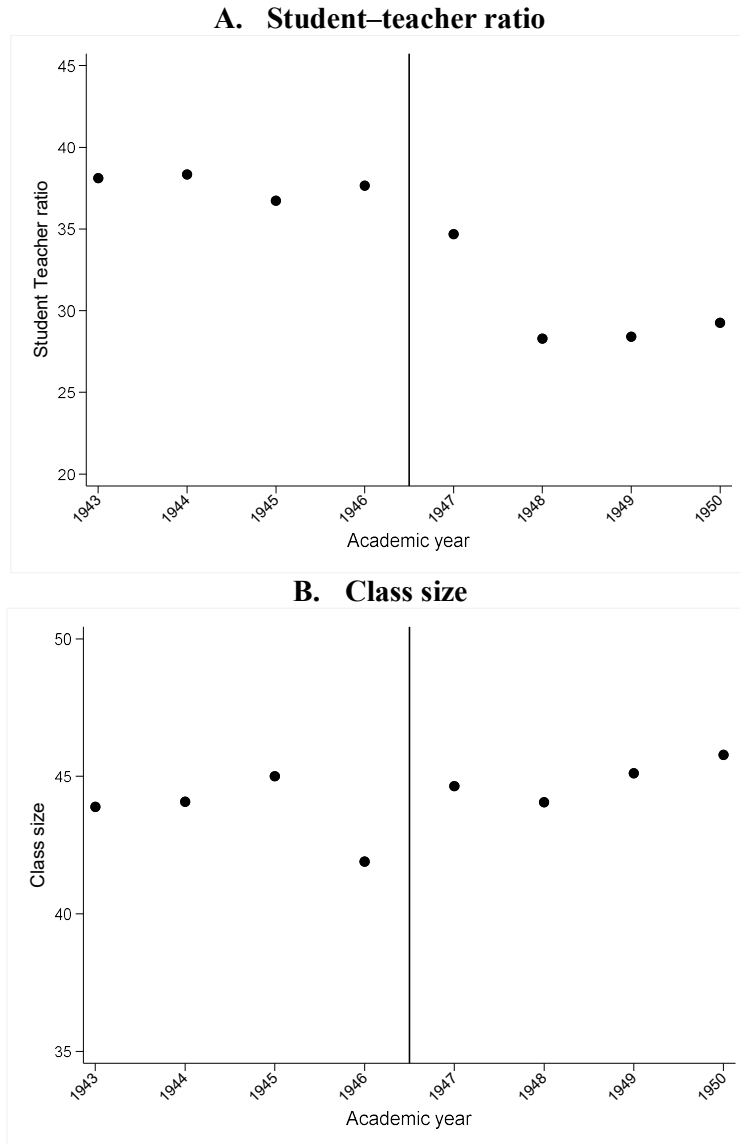 A. Student–teacher ratio
45
40
35
30
25
20
Student Teacher ratio
1943 1944 1945 1946 1947 1948 1949 1950
Academic year
B. Class size
50
45
40
35
Class size
1943 1944 1945 1946 1947 1948 1949 1950
Academic year